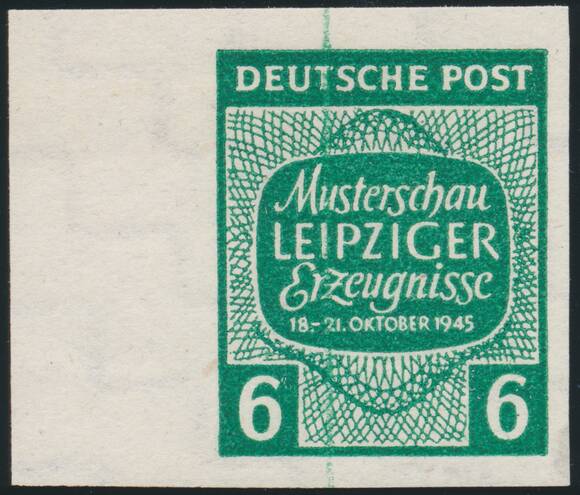 DEUTSCHE POST
Musterschau
LEIPZIGER
Erzeugnisse
18.-21. OKTOBER 1945
6 6